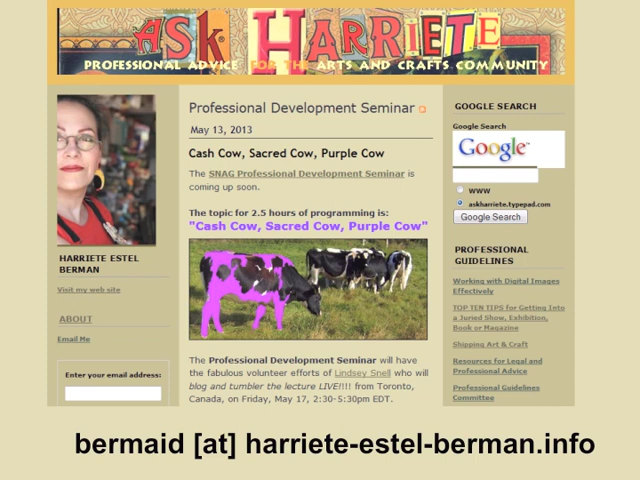 ASK HARRIETE
PROFESSIONAL ADVICE FOR THE ARTS AND CRAFTS COMMUNITY
HARRIETE ESTEL
BERMAN
Visit my web site
ABOUT
Email Me
Enter your email address:
Professional Development Seminar
May 13, 2013
Cash Cow, Sacred Cow, Purple Cow
The SNAG Professional Development Seminar is
coming up soon.
The topic for 2.5 hours of programming is:
"Cash Cow, Sacred Cow, Purple Cow"
The Professional Development Seminar will have
the fabulous volunteer efforts of Lindsey Snell who will
blog and tumbler the lecture LIVE!!!! from Toronto,
Canada, on Friday, May 17, 2:30-5:30pm EDT.
GOOGLE SEARCH
Google Search
Google™
WWW
askharriete.typepad.com
Google Search
PROFESSIONAL
GUIDELINES
Working with Digital Images
Effectively
TOP TEN TIPS for Getting Into
a Juried Show, Exhibition,
Book or Magazine
Shipping Art & Craft
Resources for Legal and
Professional Advice
Professional Guidelines
Committee
bermaid [at] harriete-estel-berman.info